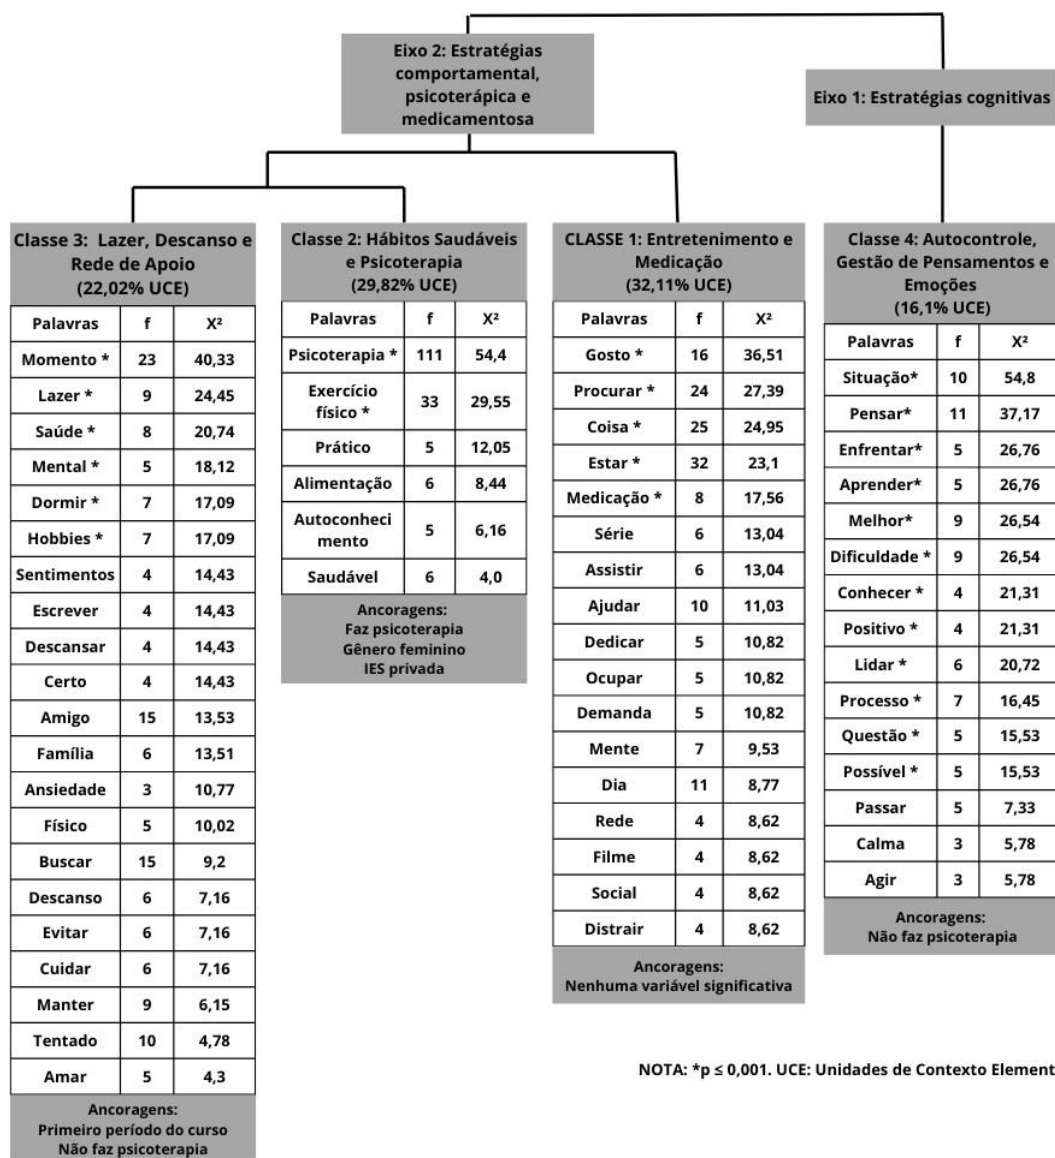 Eixo 2: Estratégias
comportamental,
psicoterápica e
medicamentosa
Eixo 1: Estratégias cognitivas
Classe 3:  Lazer, Descanso e
Rede de Apoio
(22,02% UCE)
Palavras f X²
Momento * 23 40,33
Lazer * 9 24,45
Saúde * 8 20,74
Mental * 5 18,12
Dormir * 7 17,09
Hobbies * 7 17,09
Sentimentos 4 14,43
Escrever 4 14,43
Descansar 4 14,43
Certo 4 14,43
Amigo 15 13,53
Família 6 13,51
Ansiedade 3 10,77
Físico 5 10,02
Buscar 15 9,2
Descanso 6 7,16
Evitar 6 7,16
Cuidar 6 7,16
Manter 9 6,15
Tentado 10 4,78
Amar 5 4,3
Ancoragens:
Primeiro período do curso
Não faz psicoterapia
Classe 2: Hábitos Saudáveis
e Psicoterapia
(29,82% UCE)
Palavras f X²
Psicoterapia * 111 54,4
Exercício
físico * 33 29,55
Prático 5 12,05
Alimentação 6 8,44
Autoconheci
mento 5 6,16
Saudável 6 4,0
Ancoragens:
Faz psicoterapia
Gênero feminino
IES privada
CLASSE 1: Entretenimento e
Medicação
(32,11% UCE)
Palavras f X²
Gosto * 16 36,51
Procurar * 24 27,39
Coisa * 25 24,95
Estar * 32 23,1
Medicação * 8 17,56
Série 6 13,04
Assistir 6 13,04
Ajudar 10 11,03
Dedicar 5 10,82
Ocupar 5 10,82
Demanda 5 10,82
Mente 7 9,53
Dia 11 8,77
Rede 4 8,62
Filme 4 8,62
Social 4 8,62
Distrair 4 8,62
Ancoragens:
Nenhuma variável significativa
Classe 4: Autocontrole,
Gestão de Pensamentos e
Emoções
(16,1% UCE)
Palavras f X²
Situação* 10 54,8
Pensar* 11 37,17
Enfrentar* 5 26,76
Aprender* 5 26,76
Melhor* 9 26,54
Dificuldade * 9 26,54
Conhecer * 4 21,31
Positivo * 4 21,31
Lidar * 6 20,72
Processo * 7 16,45
Questão * 5 15,53
Possível * 5 15,53
Passar 5 7,33
Calma 3 5,78
Agir 3 5,78
Ancoragens:
Não faz psicoterapia
NOTA: *p ≤ 0,001. UCE: Unidades de Contexto Element